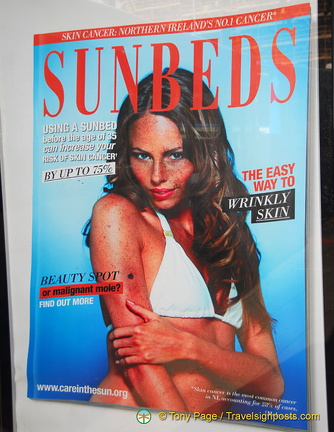 SKIN CANCER: NORTHERN IRELAND'S NO.1 CANCER*
SUNBEDS
USING A SUNBED
before the age of 35
can increase your
RISK OF SKIN CANCER
BY UP TO 75%
THE EASY
WAY TO
WRINKLY
SKIN
BEAUTY SPOT
or malignant mole?
FIND OUT MORE
www.careinthesun.org
*Skin cancer is the most common cancer
in NI, accounting for 28% of cases.
© Tony Page / Travelsignposts.com